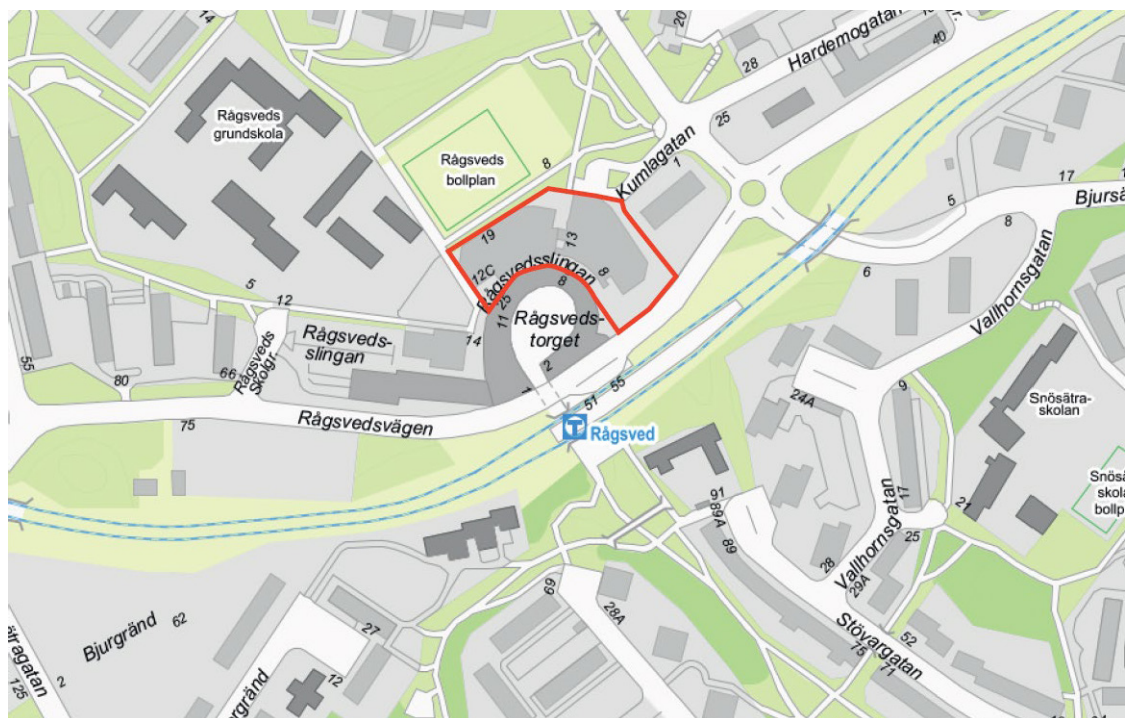 14
20
Hardemogatan
40
28
Rågsveds
grundskola
25
Rågsveds
bollplan
8
Kumlagatan
1
17
Bjursä
5
8
19
13
6
12C
Rågsvedsslingan
8
8
Vallhornsgatan
5
12
25
11
Rågsveds-
torget
14
Rågsveds-
slingan
55
80
66
Rågsveds
Skolgr.
2
1
9
24A
Snösätra-
skolan
75
Rågsvedsvägen
51
55
T Rågsved
17
21
91
89A
89
25
28
Vallhornsgatan
29A
69
28A
Stövargatan
52
75
71
62
Bjurgränd
27
12
2
125